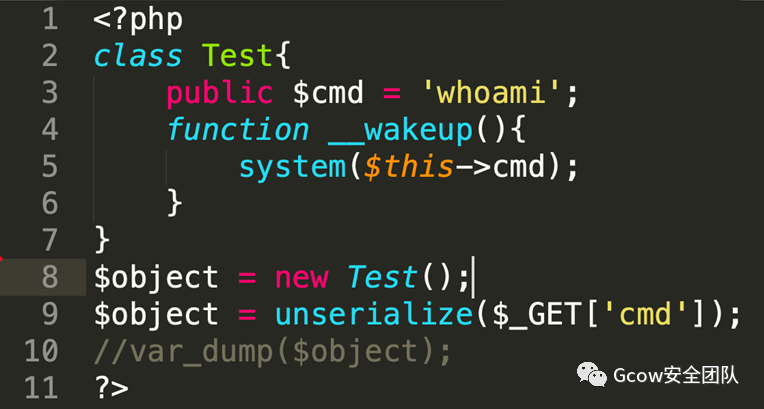 1 <?php
2 class Test{
3     public $cmd = 'whoami';
4     function __wakeup(){
5         system($this->cmd);
6     }
7 }
8 $object = new Test();
9 $object = unserialize($_GET['cmd']);
10 //var_dump($object);
11 ?>
Gcow安全团队